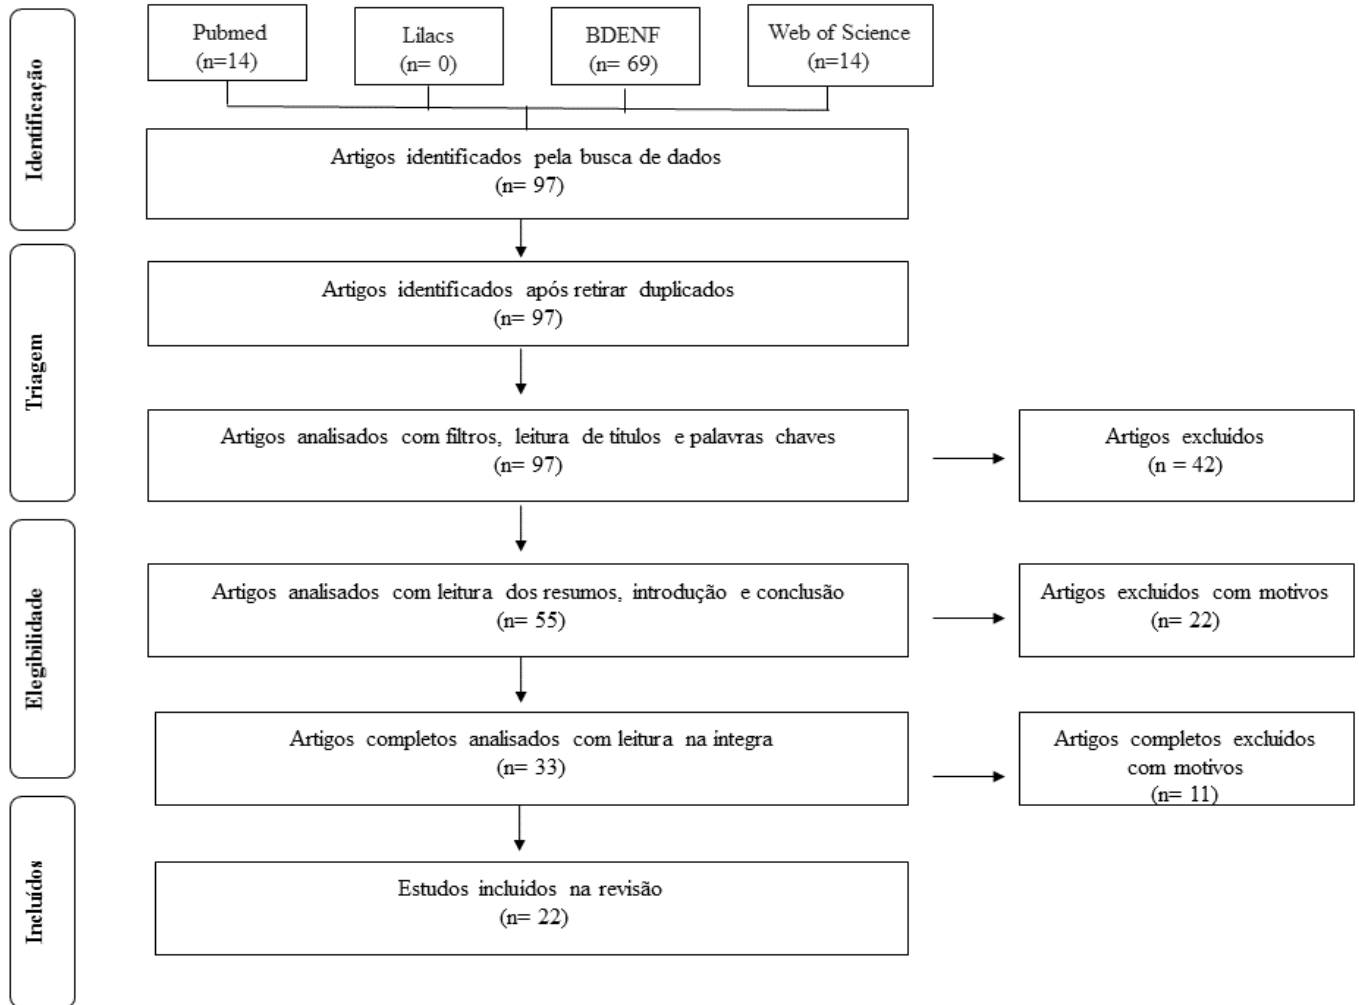 Identificação
Pubmed
(n=14)
Lilacs
(n= 0)
BDENF
(n= 69)
Web of Science
(n=14)
Artigos identificados pela busca de dados
(n= 97)
Triagem
Artigos identificados após retirar duplicados
(n= 97)
Artigos analisados com filtros, leitura de títulos e palavras chaves
(n= 97)
Artigos excluídos
(n = 42)
Elegibilidade
Artigos analisados com leitura dos resumos, introdução e conclusão
(n= 55)
Artigos excluídos com motivos
(n= 22)
Artigos completos analisados com leitura na íntegra
(n= 33)
Artigos completos excluídos
com motivos
(n= 11)
Incluídos
Estudos incluídos na revisão
(n= 22)